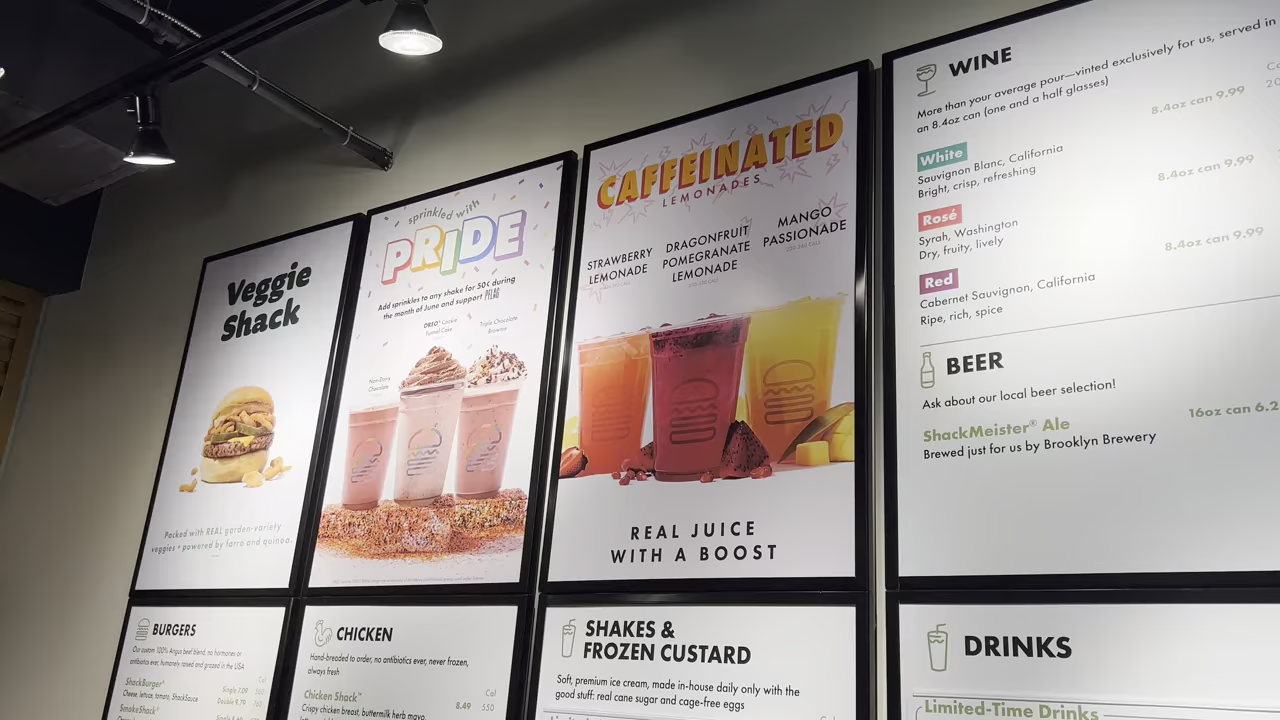 Veggie
Shack
Packed with REAL garden-variety
veggies + powered by farro and quinoa.
sprinkled with
PRIDE
Add sprinkles to any shake for 50¢ during
the month of June and support PFLAG
Non-Dairy
Chocolate
OREO® Cookie
Funnel Cake
Triple Chocolate
Brownie
CAFFEINATED
LEMONADES
STRAWBERRY
LEMONADE
DRAGONFRUIT
POMEGRANATE
LEMONADE
MANGO
PASSIONADE
REAL JUICE
WITH A BOOST
WINE
More than your average pour—vinted exclusively for us, served in
an 8.4oz can (one and a half glasses)
White
8.4oz can 9.99
Sauvignon Blanc, California
Bright, crisp, refreshing
Rosé
8.4oz can 9.99
Syrah, Washington
Dry, fruity, lively
Red
8.4oz can 9.99
Cabernet Sauvignon, California
Ripe, rich, spice
BEER
Ask about our local beer selection!
ShackMeister® Ale
16oz can 6.2
Brewed just for us by Brooklyn Brewery
BURGERS
Our custom 100% Angus beef blend, no hormones or
antibiotics ever, humanely raised and grazed in the USA
Cal
ShackBurger®
Single 7.09 500
Cheese, lettuce, tomato, ShackSauce
Double 9.79 760
SmokeShack®
CHICKEN
Hand-breaded to order, no antibiotics ever, never frozen,
always fresh
Cal
Chicken Shack™
8.49 550
Crispy chicken breast, buttermilk herb mayo,
SHAKES &
FROZEN CUSTARD
Soft, premium ice cream, made in-house daily only with the
good stuff: real cane sugar and cage-free eggs
Cal
DRINKS
Limited-Time Drinks